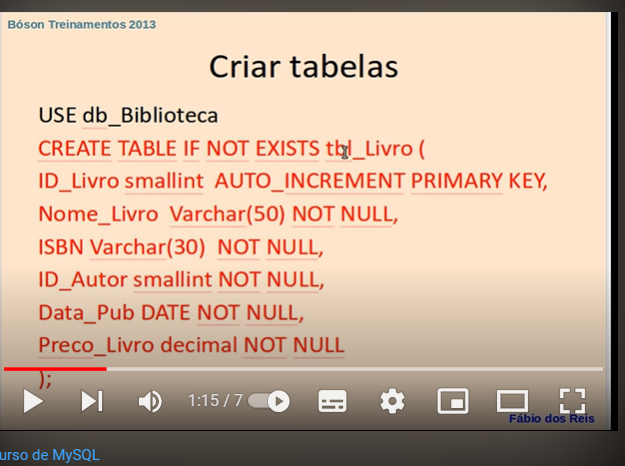 Bóson Treinamentos 2013
Criar tabelas
USE db_Biblioteca
CREATE TABLE IF NOT EXISTS tbl_Livro (
ID_Livro smallint AUTO_INCREMENT PRIMARY KEY,
Nome_Livro Varchar(50) NOT NULL,
ISBN Varchar(30) NOT NULL,
ID_Autor smallint NOT NULL,
Data_Pub DATE NOT NULL,
Preco_Livro decimal NOT NULL
);
1:15 / 7
Fábio dos Reis
urso de MySQL